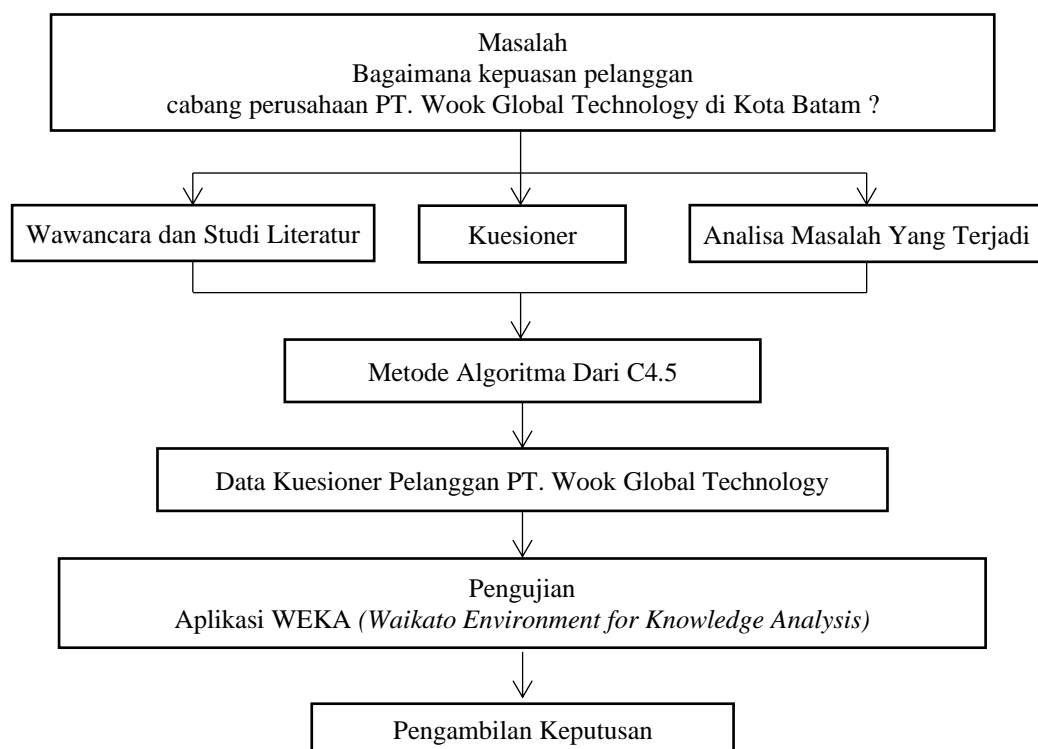 Masalah
Bagaimana kepuasan pelanggan
cabang perusahaan PT. Wook Global Technology di Kota Batam ?
Wawancara dan Studi Literatur
Kuesioner
Analisa Masalah Yang Terjadi
Metode Algoritma Dari C4.5
Data Kuesioner Pelanggan PT. Wook Global Technology
Pengujian
Aplikasi WEKA (Waikato Environment for Knowledge Analysis)
Pengambilan Keputusan